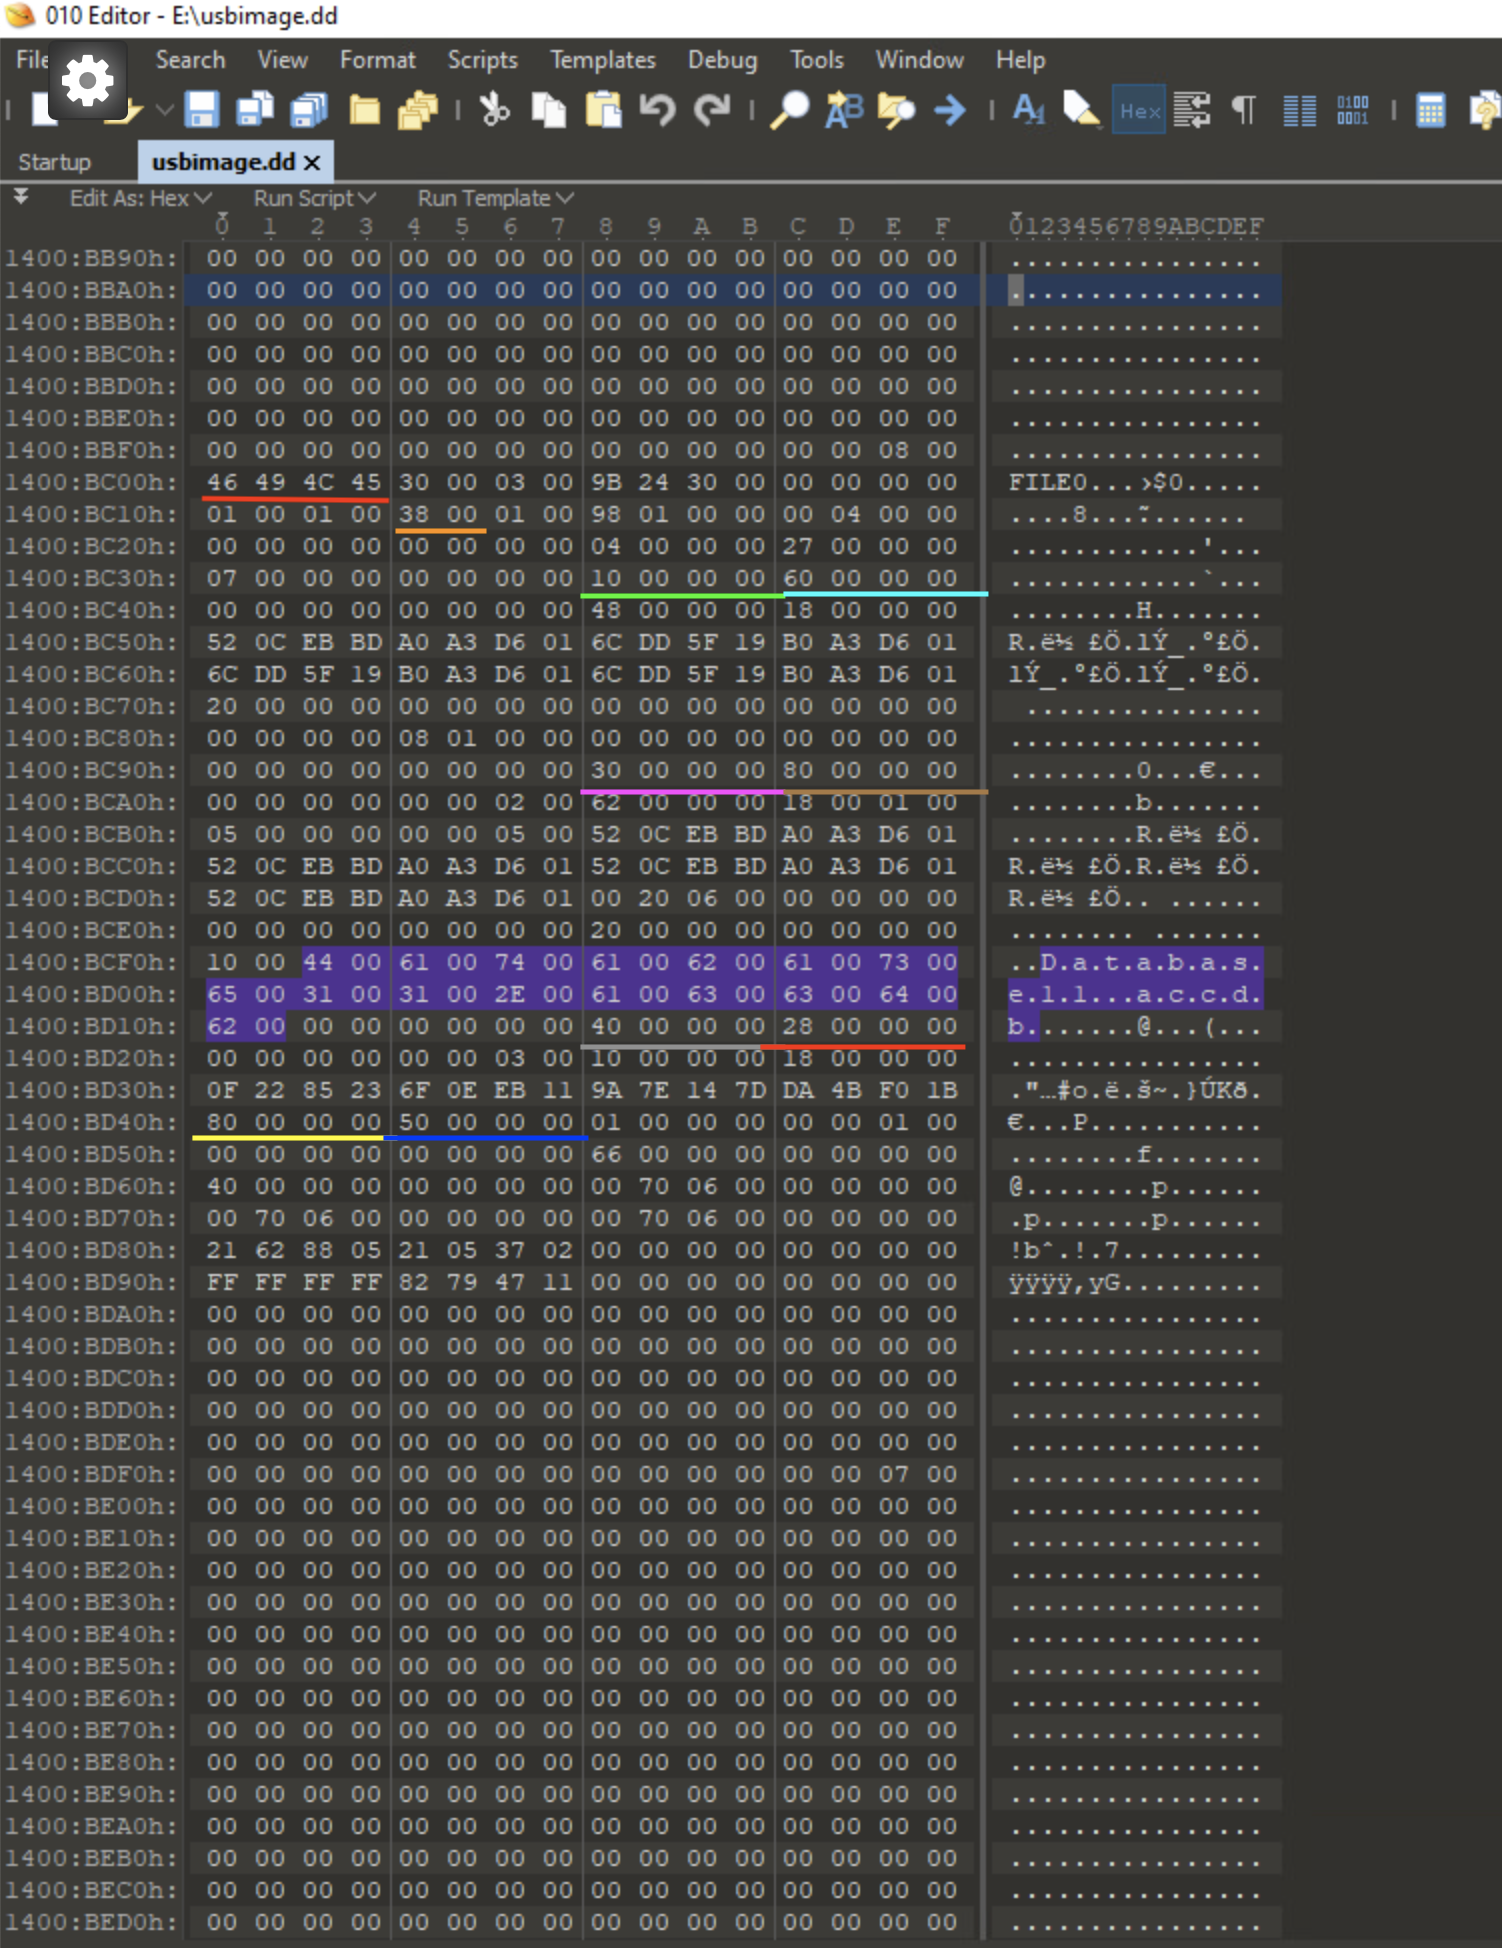 010 Editor - E:\usbimage.dd
File Search View Format Scripts Templates Debug Tools Window Help
Hex
Startup usbimage.dd
Edit As: Hex Run Script Run Template
0 1 2 3 4 5 6 7 8 9 A B C D E F 0123456789ABCDEF
1400:BB90h: 00 00 00 00 00 00 00 00 00 00 00 00 00 00 00 00 ................
1400:BBA0h: 00 00 00 00 00 00 00 00 00 00 00 00 00 00 00 00 ................
1400:BBB0h: 00 00 00 00 00 00 00 00 00 00 00 00 00 00 00 00 ................
1400:BBC0h: 00 00 00 00 00 00 00 00 00 00 00 00 00 00 00 00 ................
1400:BBD0h: 00 00 00 00 00 00 00 00 00 00 00 00 00 00 00 00 ................
1400:BBE0h: 00 00 00 00 00 00 00 00 00 00 00 00 00 00 00 00 ................
1400:BBF0h: 00 00 00 00 00 00 00 00 00 00 00 00 00 00 08 00 ................
1400:BC00h: 46 49 4C 45 30 00 03 00 9B 24 30 00 00 00 00 00 FILE0...›$0.....
1400:BC10h: 01 00 01 00 38 00 01 00 98 01 00 00 00 04 00 00 ....8...˜.......
1400:BC20h: 00 00 00 00 00 00 00 00 04 00 00 00 27 00 00 00 ............'...
1400:BC30h: 07 00 00 00 00 00 00 00 10 00 00 00 60 00 00 00 ............`...
1400:BC40h: 00 00 00 00 00 00 00 00 48 00 00 00 18 00 00 00 ........H.......
1400:BC50h: 52 0C EB BD A0 A3 D6 01 6C DD 5F 19 B0 A3 D6 01 R.ë½ £Ö.lÝ_.°£Ö.
1400:BC60h: 6C DD 5F 19 B0 A3 D6 01 6C DD 5F 19 B0 A3 D6 01 lÝ_.°£Ö.lÝ_.°£Ö.
1400:BC70h: 20 00 00 00 00 00 00 00 00 00 00 00 00 00 00 00  ...............
1400:BC80h: 00 00 00 00 08 01 00 00 00 00 00 00 00 00 00 00 ................
1400:BC90h: 00 00 00 00 00 00 00 00 30 00 00 00 80 00 00 00 ........0...€...
1400:BCA0h: 00 00 00 00 00 00 02 00 62 00 00 00 18 00 01 00 ........b.......
1400:BCB0h: 05 00 00 00 00 00 05 00 52 0C EB BD A0 A3 D6 01 ........R.ë½ £Ö.
1400:BCC0h: 52 0C EB BD A0 A3 D6 01 52 0C EB BD A0 A3 D6 01 R.ë½ £Ö.R.ë½ £Ö.
1400:BCD0h: 52 0C EB BD A0 A3 D6 01 00 20 06 00 00 00 00 00 R.ë½ £Ö.. ......
1400:BCE0h: 00 00 00 00 00 00 00 00 20 00 00 00 00 00 00 00 ........ .......
1400:BCF0h: 10 00 44 00 61 00 74 00 61 00 62 00 61 00 73 00 ..D.a.t.a.b.a.s.
1400:BD00h: 65 00 31 00 31 00 2E 00 61 00 63 00 63 00 64 00 e.1.1...a.c.c.d.
1400:BD10h: 62 00 00 00 00 00 00 00 40 00 00 00 28 00 00 00 b.......@...(...
1400:BD20h: 00 00 00 00 00 00 03 00 10 00 00 00 18 00 00 00 ................
1400:BD30h: 0F 22 85 23 6F 0E EB 11 9A 7E 14 7D DA 4B F0 1B ."…#o.ë.š~.}ÚKð.
1400:BD40h: 80 00 00 00 50 00 00 00 01 00 00 00 00 00 01 00 €...P...........
1400:BD50h: 00 00 00 00 00 00 00 00 66 00 00 00 00 00 00 00 ........f.......
1400:BD60h: 40 00 00 00 00 00 00 00 00 70 06 00 00 00 00 00 @........p......
1400:BD70h: 00 70 06 00 00 00 00 00 00 70 06 00 00 00 00 00 .p.......p......
1400:BD80h: 21 62 88 05 21 05 37 02 00 00 00 00 00 00 00 00 !bˆ.!.7.........
1400:BD90h: FF FF FF FF 82 79 47 11 00 00 00 00 00 00 00 00 ÿÿÿÿ‚yG.........
1400:BDA0h: 00 00 00 00 00 00 00 00 00 00 00 00 00 00 00 00 ................
1400:BDB0h: 00 00 00 00 00 00 00 00 00 00 00 00 00 00 00 00 ................
1400:BDC0h: 00 00 00 00 00 00 00 00 00 00 00 00 00 00 00 00 ................
1400:BDD0h: 00 00 00 00 00 00 00 00 00 00 00 00 00 00 00 00 ................
1400:BDE0h: 00 00 00 00 00 00 00 00 00 00 00 00 00 00 00 00 ................
1400:BDF0h: 00 00 00 00 00 00 00 00 00 00 00 00 00 00 07 00 ................
1400:BE00h: 00 00 00 00 00 00 00 00 00 00 00 00 00 00 00 00 ................
1400:BE10h: 00 00 00 00 00 00 00 00 00 00 00 00 00 00 00 00 ................
1400:BE20h: 00 00 00 00 00 00 00 00 00 00 00 00 00 00 00 00 ................
1400:BE30h: 00 00 00 00 00 00 00 00 00 00 00 00 00 00 00 00 ................
1400:BE40h: 00 00 00 00 00 00 00 00 00 00 00 00 00 00 00 00 ................
1400:BE50h: 00 00 00 00 00 00 00 00 00 00 00 00 00 00 00 00 ................
1400:BE60h: 00 00 00 00 00 00 00 00 00 00 00 00 00 00 00 00 ................
1400:BE70h: 00 00 00 00 00 00 00 00 00 00 00 00 00 00 00 00 ................
1400:BE80h: 00 00 00 00 00 00 00 00 00 00 00 00 00 00 00 00 ................
1400:BE90h: 00 00 00 00 00 00 00 00 00 00 00 00 00 00 00 00 ................
1400:BEA0h: 00 00 00 00 00 00 00 00 00 00 00 00 00 00 00 00 ................
1400:BEB0h: 00 00 00 00 00 00 00 00 00 00 00 00 00 00 00 00 ................
1400:BEC0h: 00 00 00 00 00 00 00 00 00 00 00 00 00 00 00 00 ................
1400:BED0h: 00 00 00 00 00 00 00 00 00 00 00 00 00 00 00 00 ................